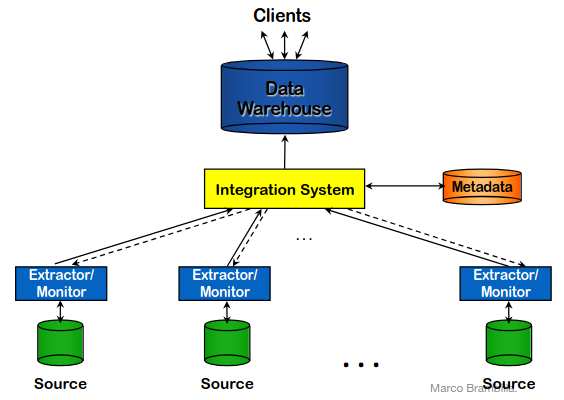 Clients
Data
Warehouse
Integration System
Metadata
...
Extractor/
Monitor
Extractor/
Monitor
Extractor/
Monitor
...
Source
Source
Source
Marco Brambilla.